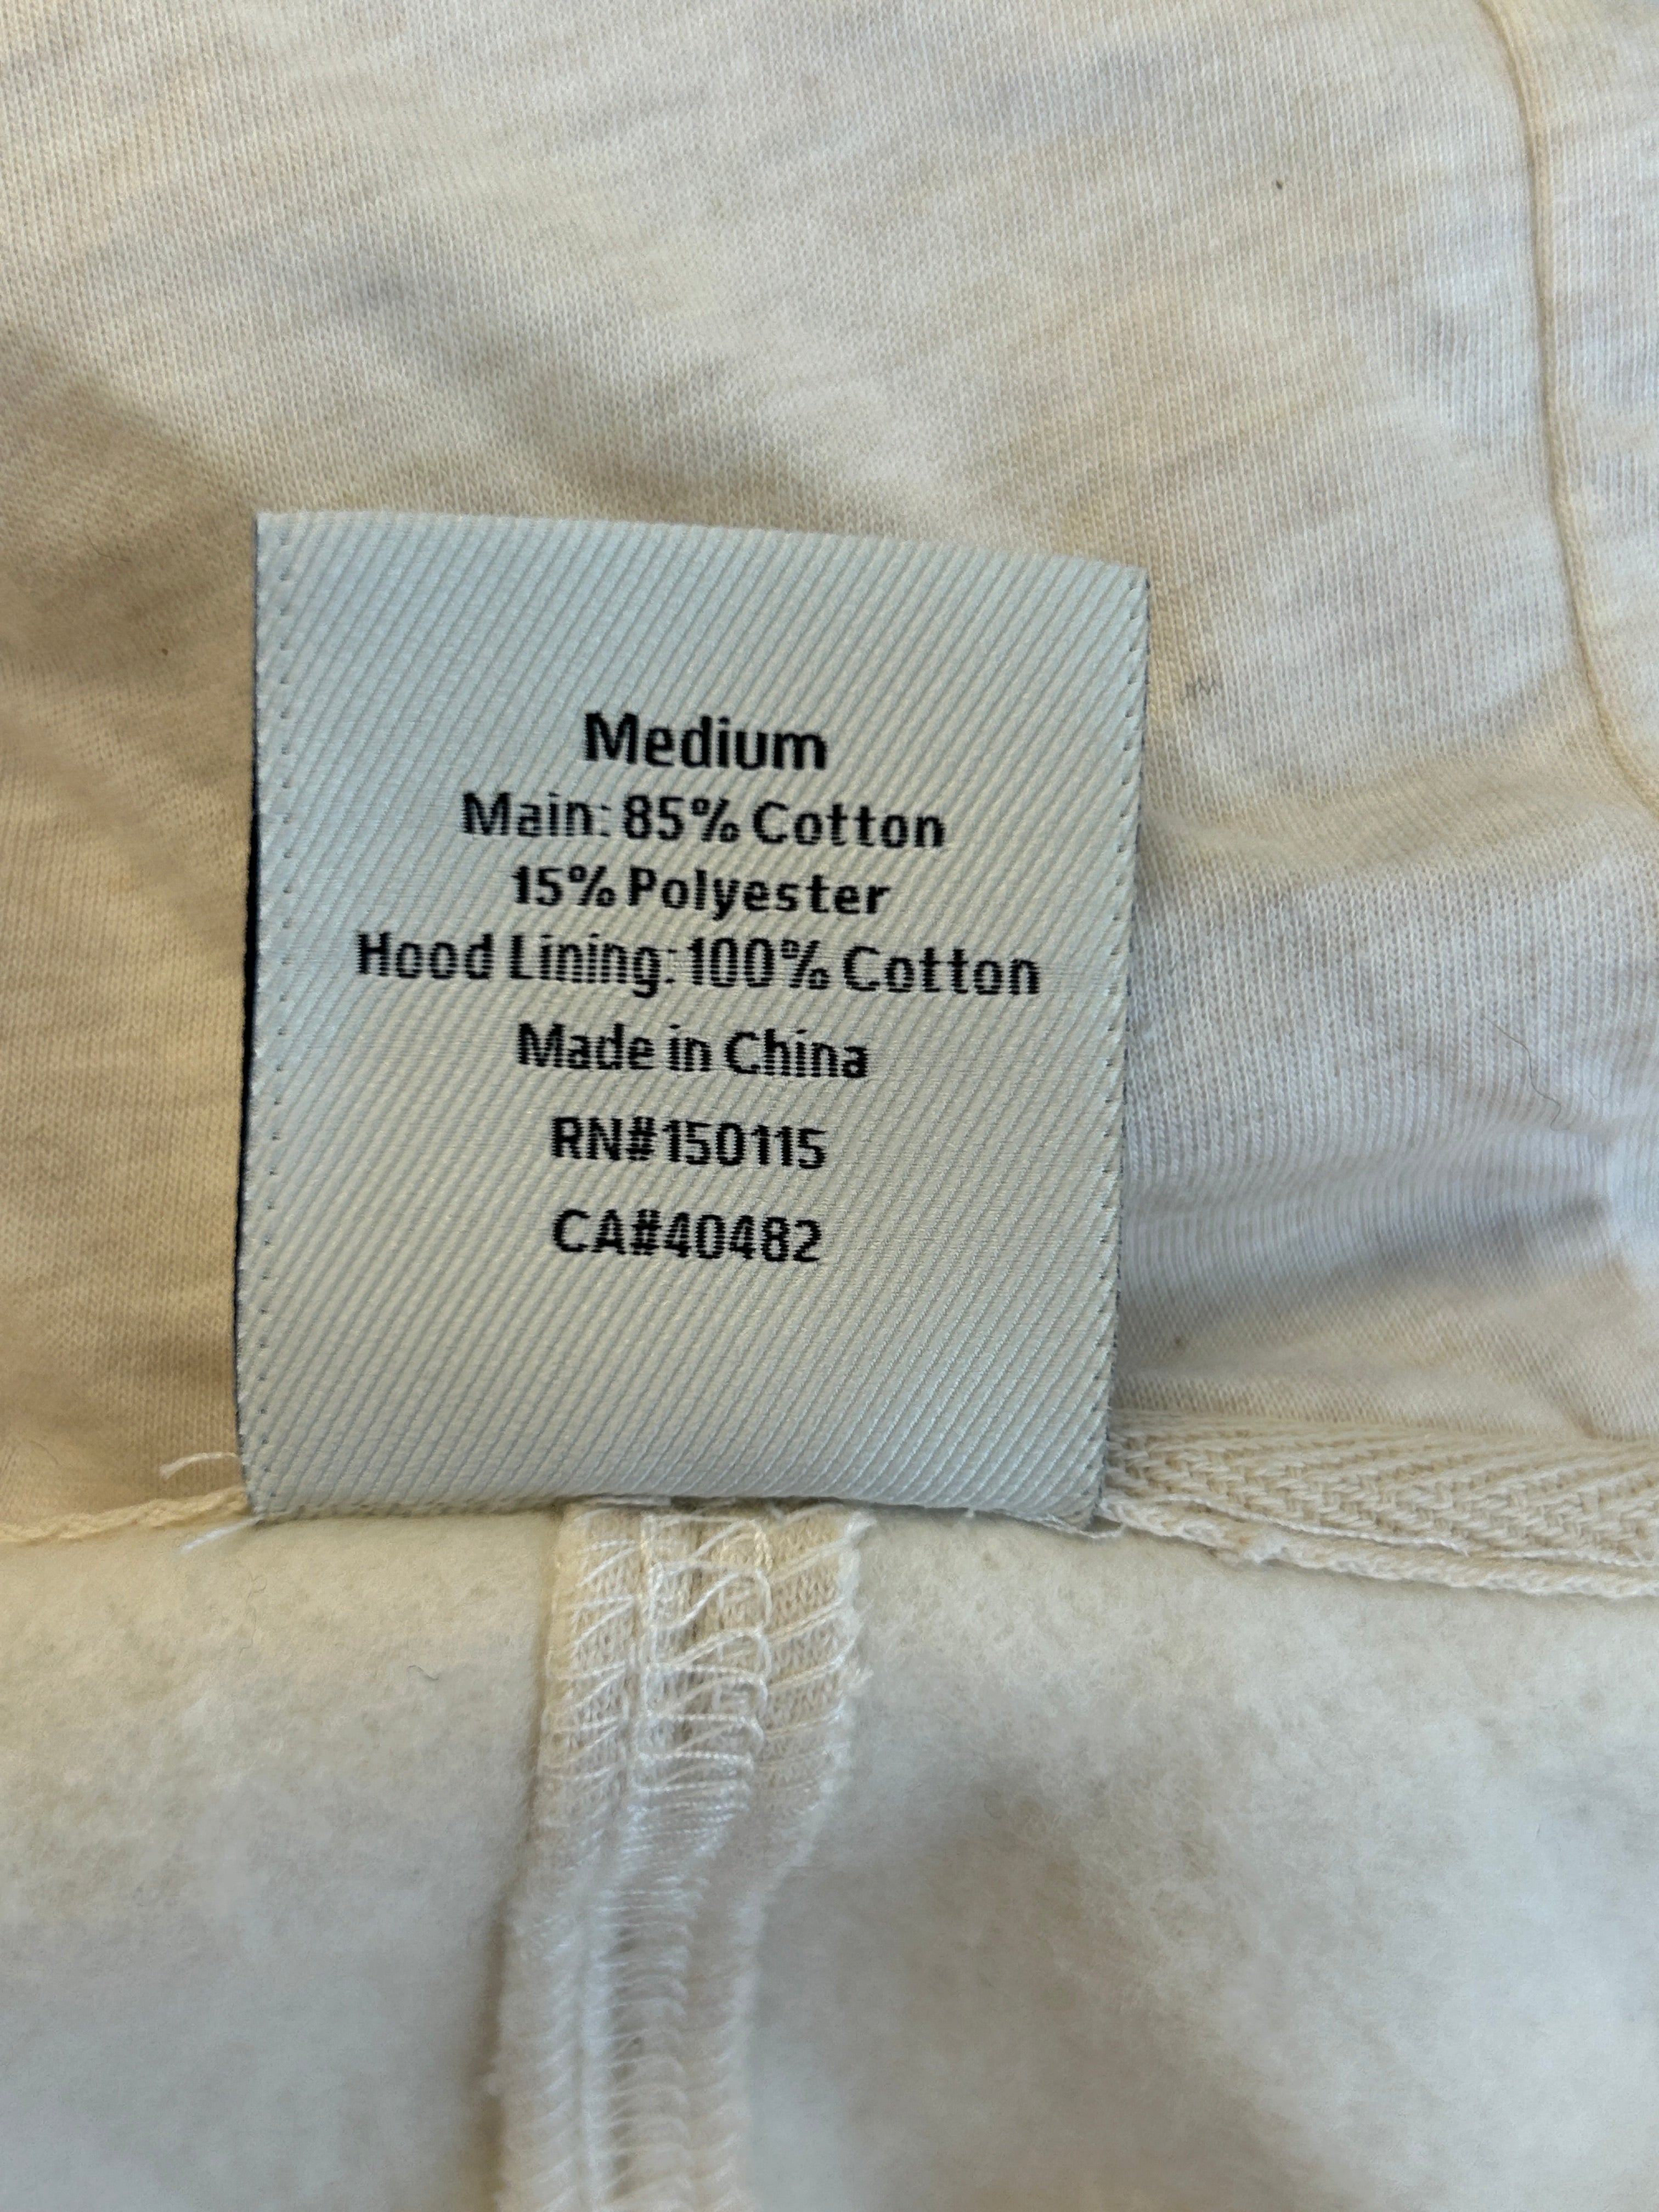 Medium
Main: 85% Cotton
15% Polyester
Hood Lining: 100% Cotton
Made in China
RN#150115
CA#40482